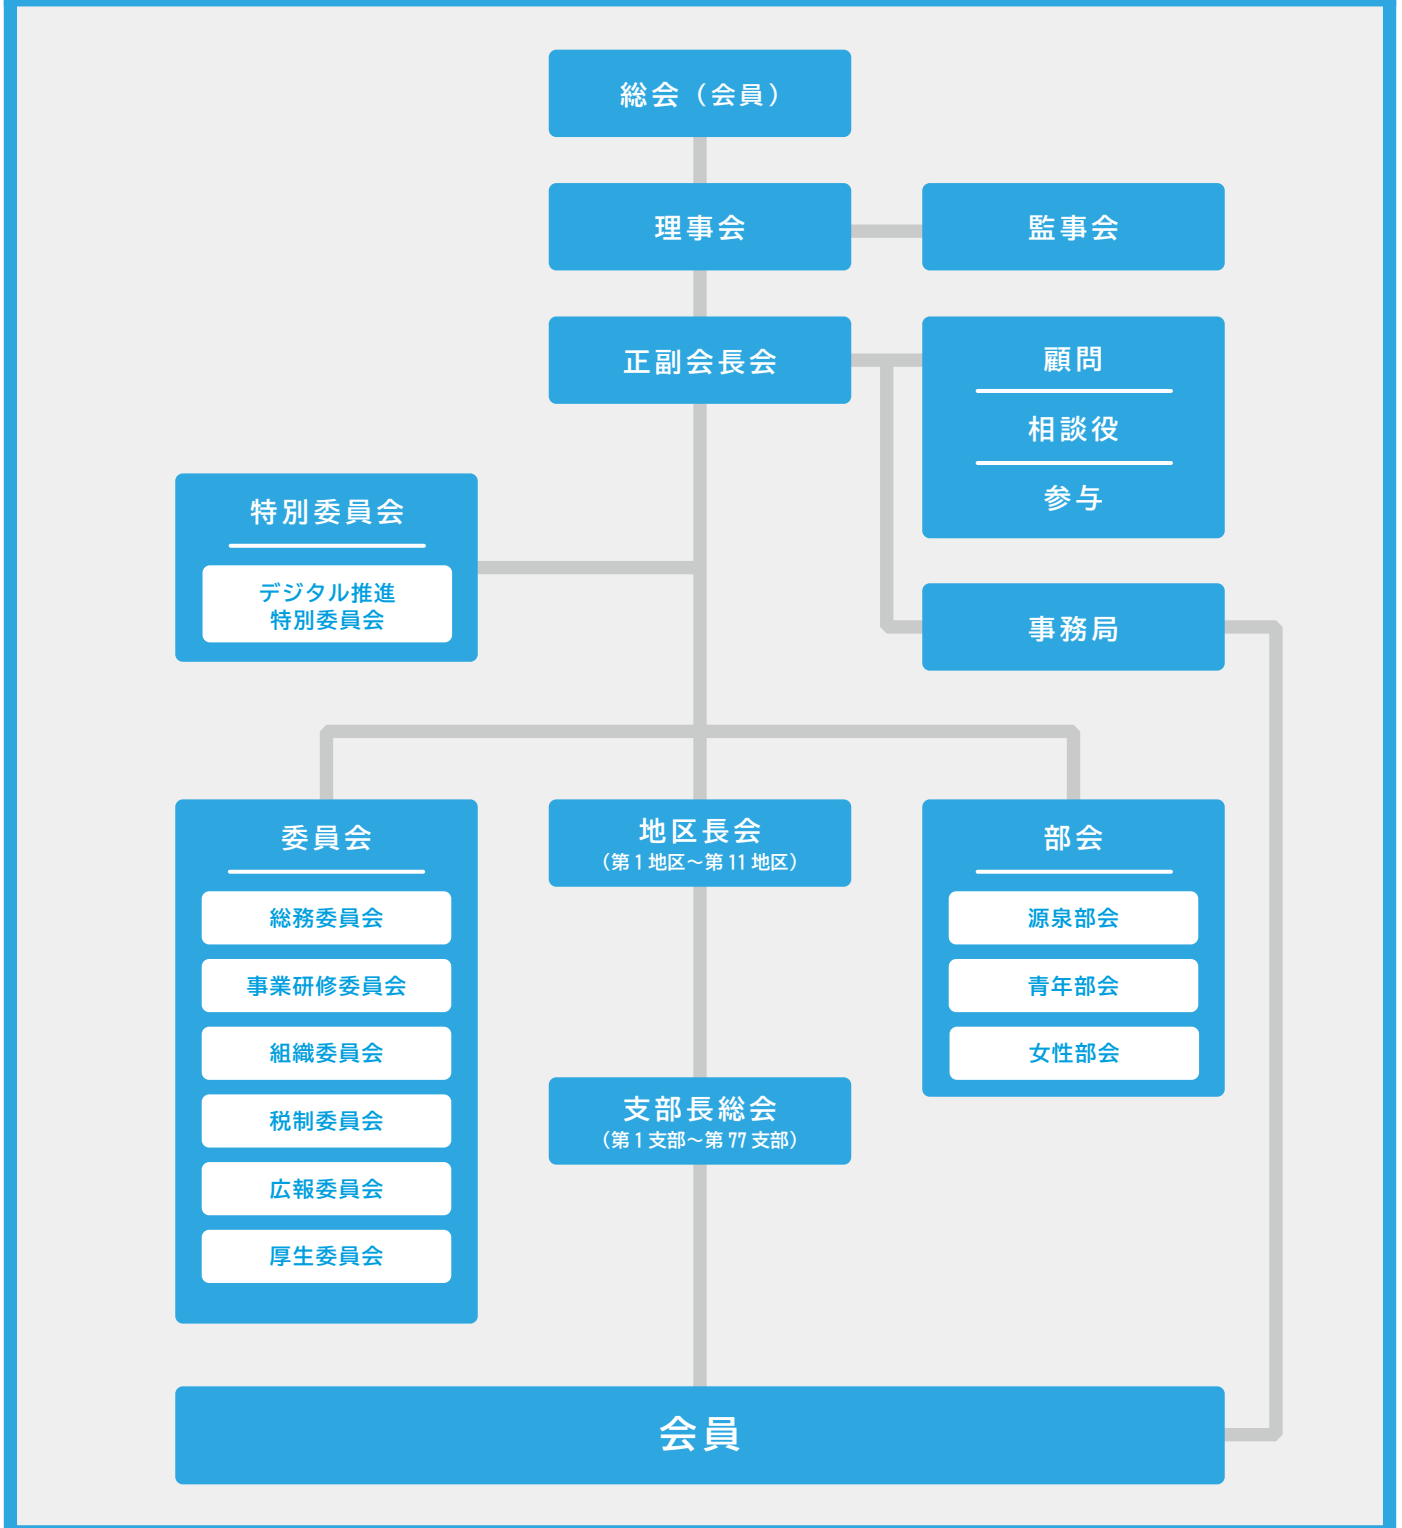 総会（会員）
理事会
監事会
正副会長会
顧問
相談役
参与
特別委員会
デジタル推進
特別委員会
事務局
委員会
総務委員会
事業研修委員会
組織委員会
税制委員会
広報委員会
厚生委員会
地区長会
（第1地区～第11地区）
支部長総会
（第1支部～第77支部）
部会
源泉部会
青年部会
女性部会
会員